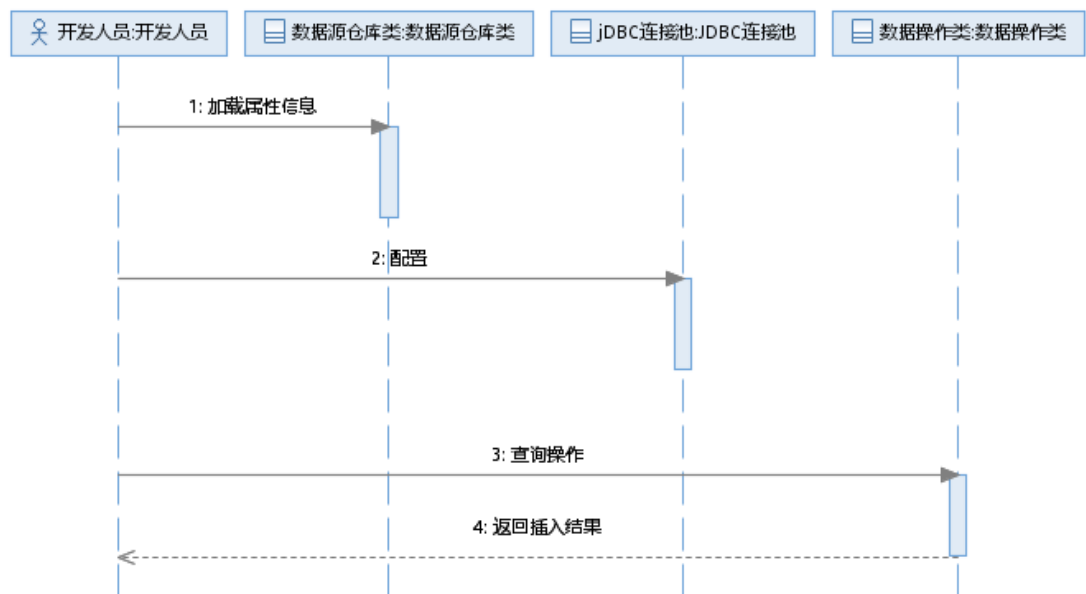 开发人员:开发人员
数据源仓库类:数据源仓库类
jDBC连接池:JDBC连接池
数据操作类:数据操作类
1: 加载属性信息
2: 配置
3: 查询操作
4: 返回插入结果